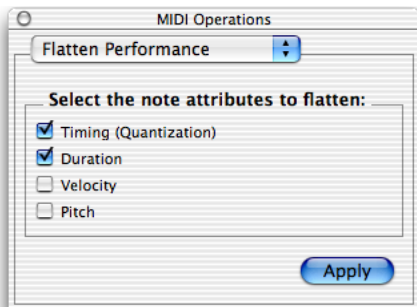 MIDI Operations
Flatten Performance
Select the note attributes to flatten:
Timing (Quantization)
Duration
Velocity
Pitch
Apply